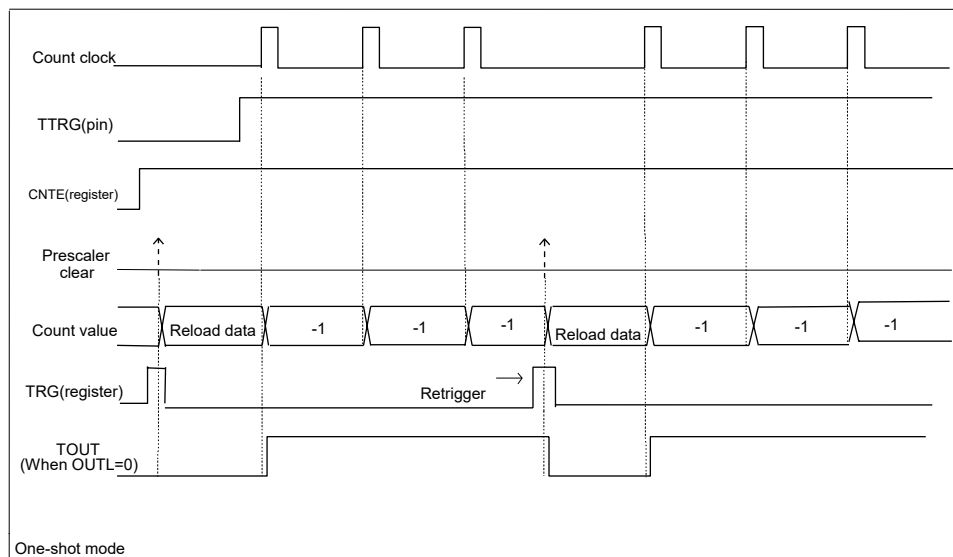 Count clock
TTRG(pin)
CNTE(register)
Prescaler
clear
Count value
Reload data
-1
-1
-1
Reload data
-1
-1
-1
TRG(register)
Retrigger
TOUT
(When OUTL=0)
One-shot mode